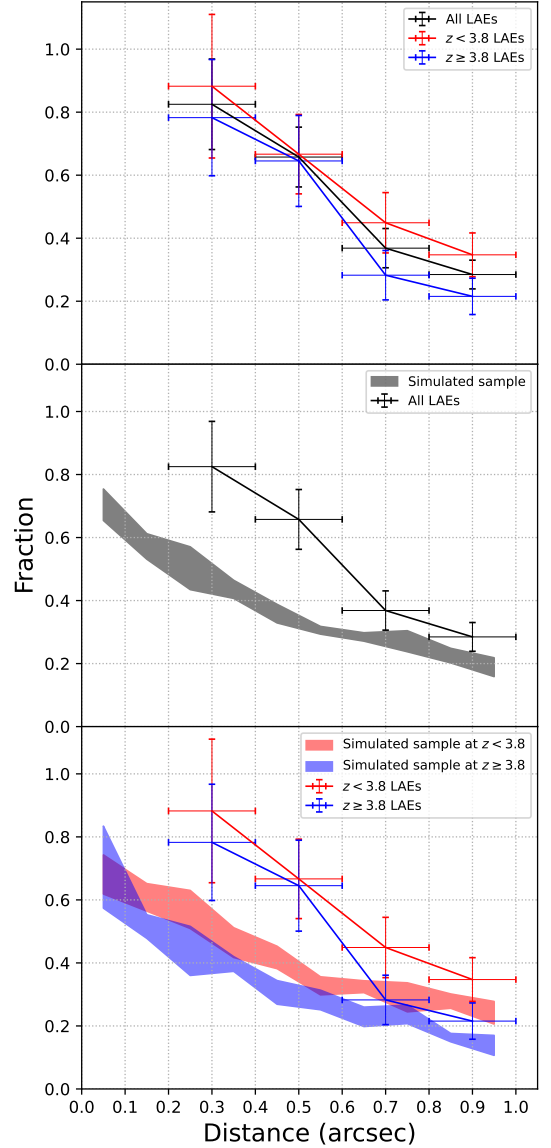 All LAEs
z < 3.8 LAEs
z ≥ 3.8 LAEs
1.0
0.8
0.6
0.4
0.2
0.0
Simulated sample
All LAEs
1.0
0.8
0.6
0.4
0.2
0.0
Fraction
Simulated sample at z < 3.8
Simulated sample at z ≥ 3.8
z < 3.8 LAEs
z ≥ 3.8 LAEs
1.0
0.8
0.6
0.4
0.2
0.0
0.0 0.1 0.2 0.3 0.4 0.5 0.6 0.7 0.8 0.9 1.0
Distance (arcsec)